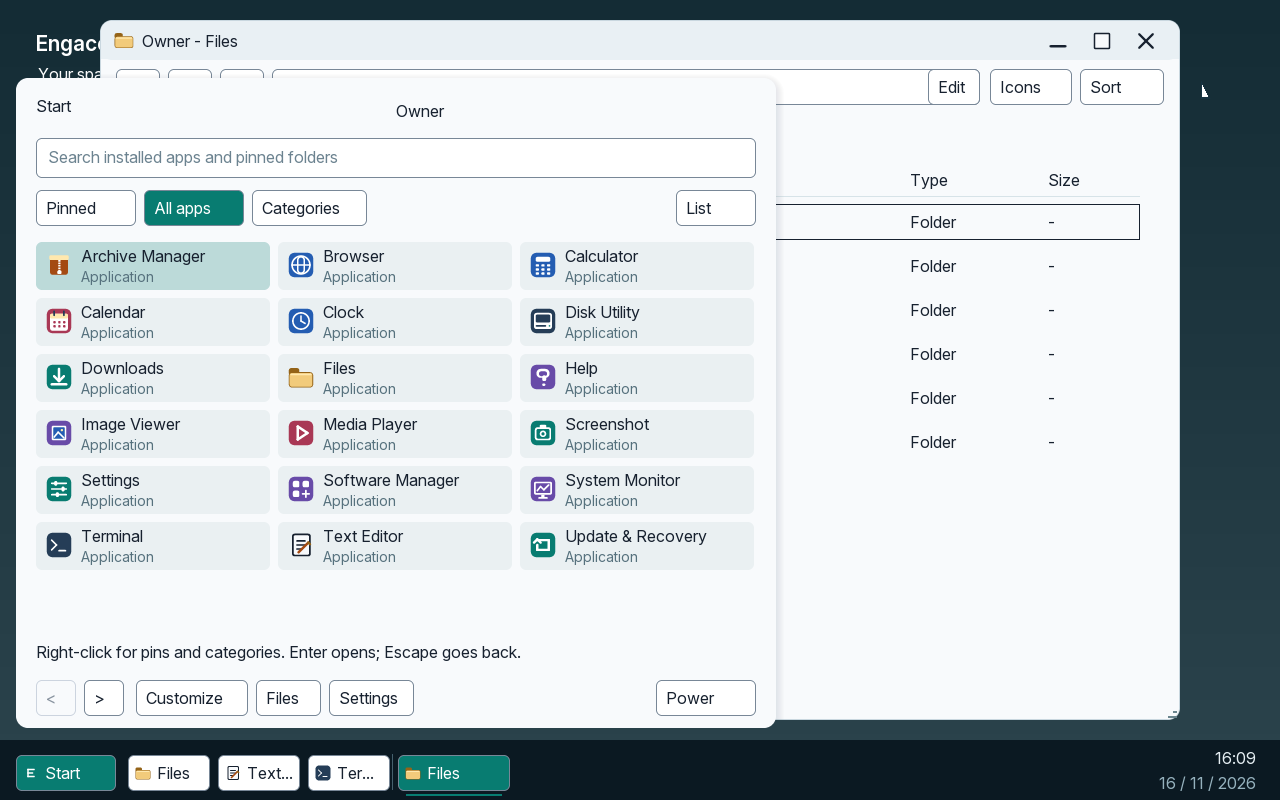 Engac
Your spa
Owner - Files
Edit
Icons
Sort
Start
Owner
Search installed apps and pinned folders
Pinned
All apps
Categories
List
Type
Size
Archive Manager
Application
Browser
Application
Calculator
Application
Folder
-
Calendar
Application
Clock
Application
Disk Utility
Application
Folder
-
Folder
-
Downloads
Application
Files
Application
Help
Application
Folder
-
Image Viewer
Application
Media Player
Application
Screenshot
Application
Folder
-
Folder
-
Settings
Application
Software Manager
Application
System Monitor
Application
Terminal
Application
Text Editor
Application
Update & Recovery
Application
Right-click for pins and categories. Enter opens; Escape goes back.
<
>
Customize
Files
Settings
Power
E Start
Files
Text...
Ter...
Files
16:09
16 / 11 / 2026